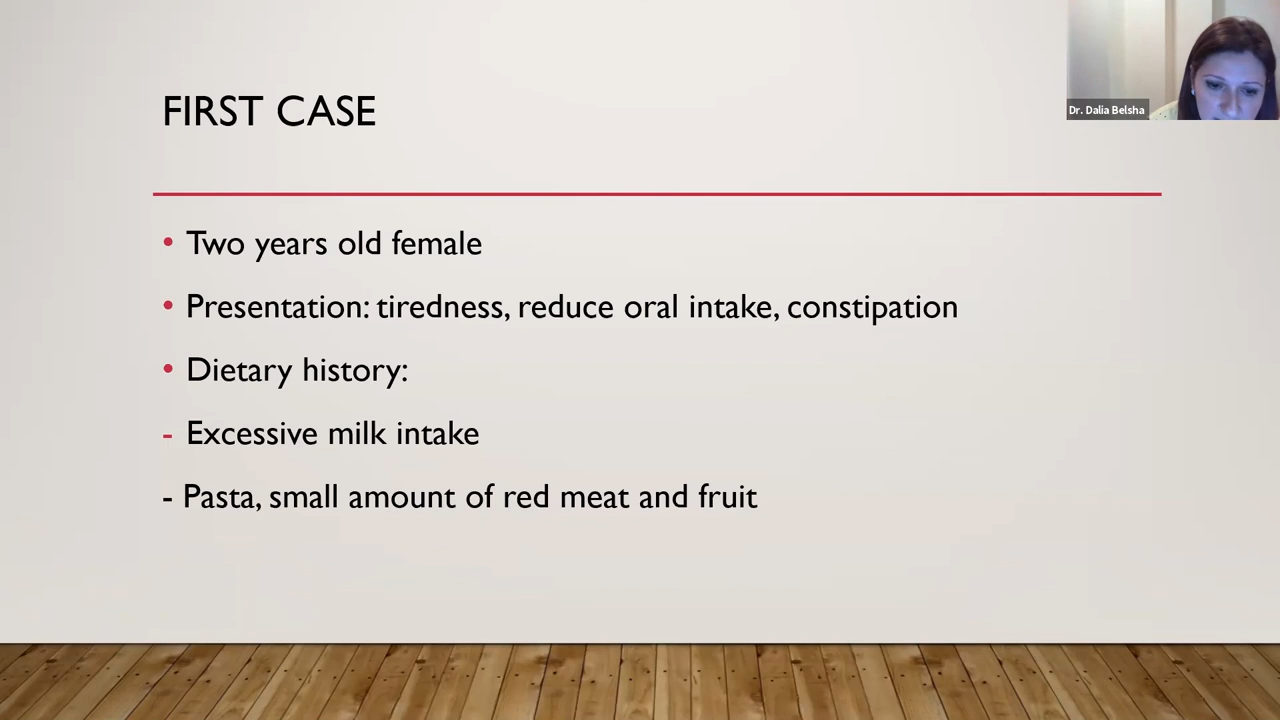 FIRST CASE
Dr. Dalia Belsha
• Two years old female
• Presentation: tiredness, reduce oral intake, constipation
• Dietary history:
- Excessive milk intake
- Pasta, small amount of red meat and fruit